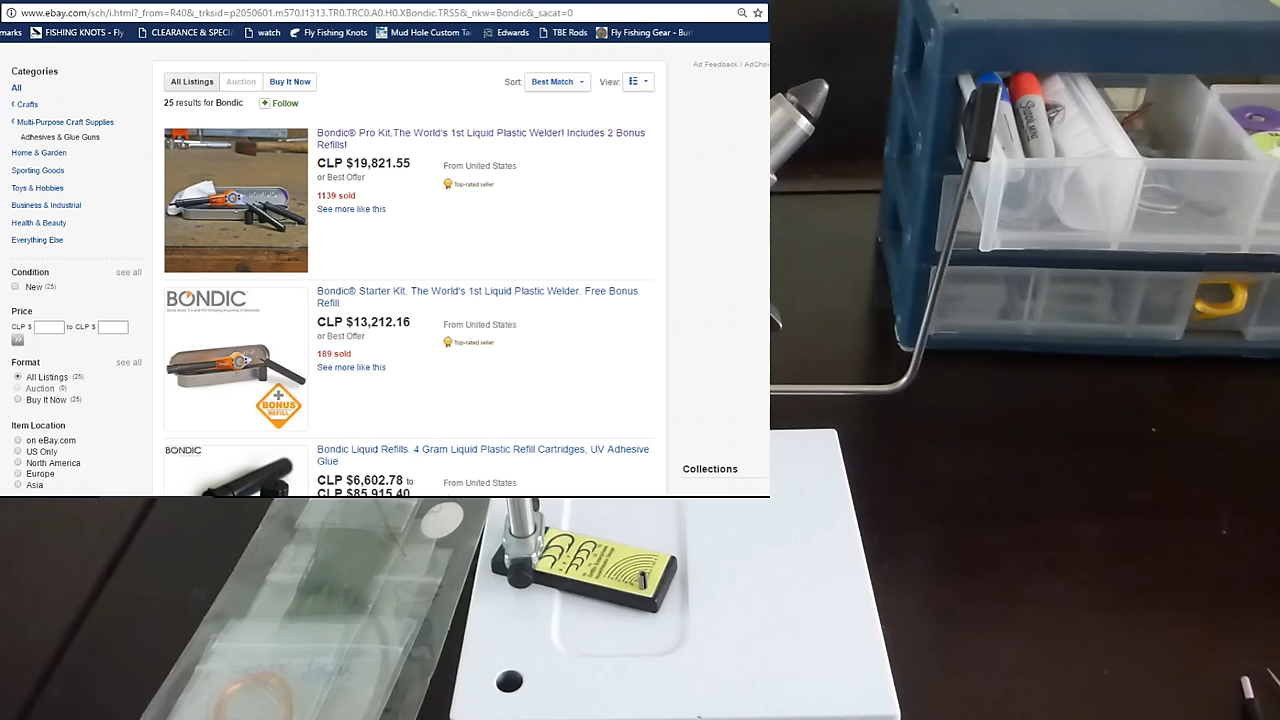 www.ebay.com/sch/i.html?_from=R40&_trksid=p2050601.m570.l1313.TR0.TRC0.A0.H0.XBondic.TRS5&_nkw=Bondic&_sacat=0
marks
FISHING KNOTS - Fly
CLEARANCE & SPECI
watch
Fly Fishing Knots
Mud Hole Custom Ta
Edwards
TBE Rods
Fly Fishing Gear - Bur
Categories
All
Crafts
Multi-Purpose Craft Supplies
Adhesives & Glue Guns
Home & Garden
Sporting Goods
Toys & Hobbies
Business & Industrial
Health & Beauty
Everything Else
Condition
see all
New (25)
Price
CLP $ to CLP $
Format
see all
All Listings (25)
Auction (0)
Buy It Now (25)
Item Location
on eBay.com
US Only
North America
Europe
Asia
All Listings
Auction
Buy It Now
Sort: Best Match
View:
25 results for Bondic
Follow
Bondic® Pro Kit,The World's 1st Liquid Plastic Welder! Includes 2 Bonus
Refills!
CLP $19,821.55
or Best Offer
1139 sold
See more like this
From United States
Top-rated seller
BONDIC
BONUS
REFILL
Bondic® Starter Kit. The World's 1st Liquid Plastic Welder. Free Bonus
Refill.
CLP $13,212.16
or Best Offer
189 sold
See more like this
From United States
Top-rated seller
BONDIC
Bondic Liquid Refills. 4 Gram Liquid Plastic Refill Cartridges, UV Adhesive
Glue
CLP $6,602.78 to
CLP $85,915.40
From United States
Ad Feedback | AdChoi
Collections
Sharpie MINI